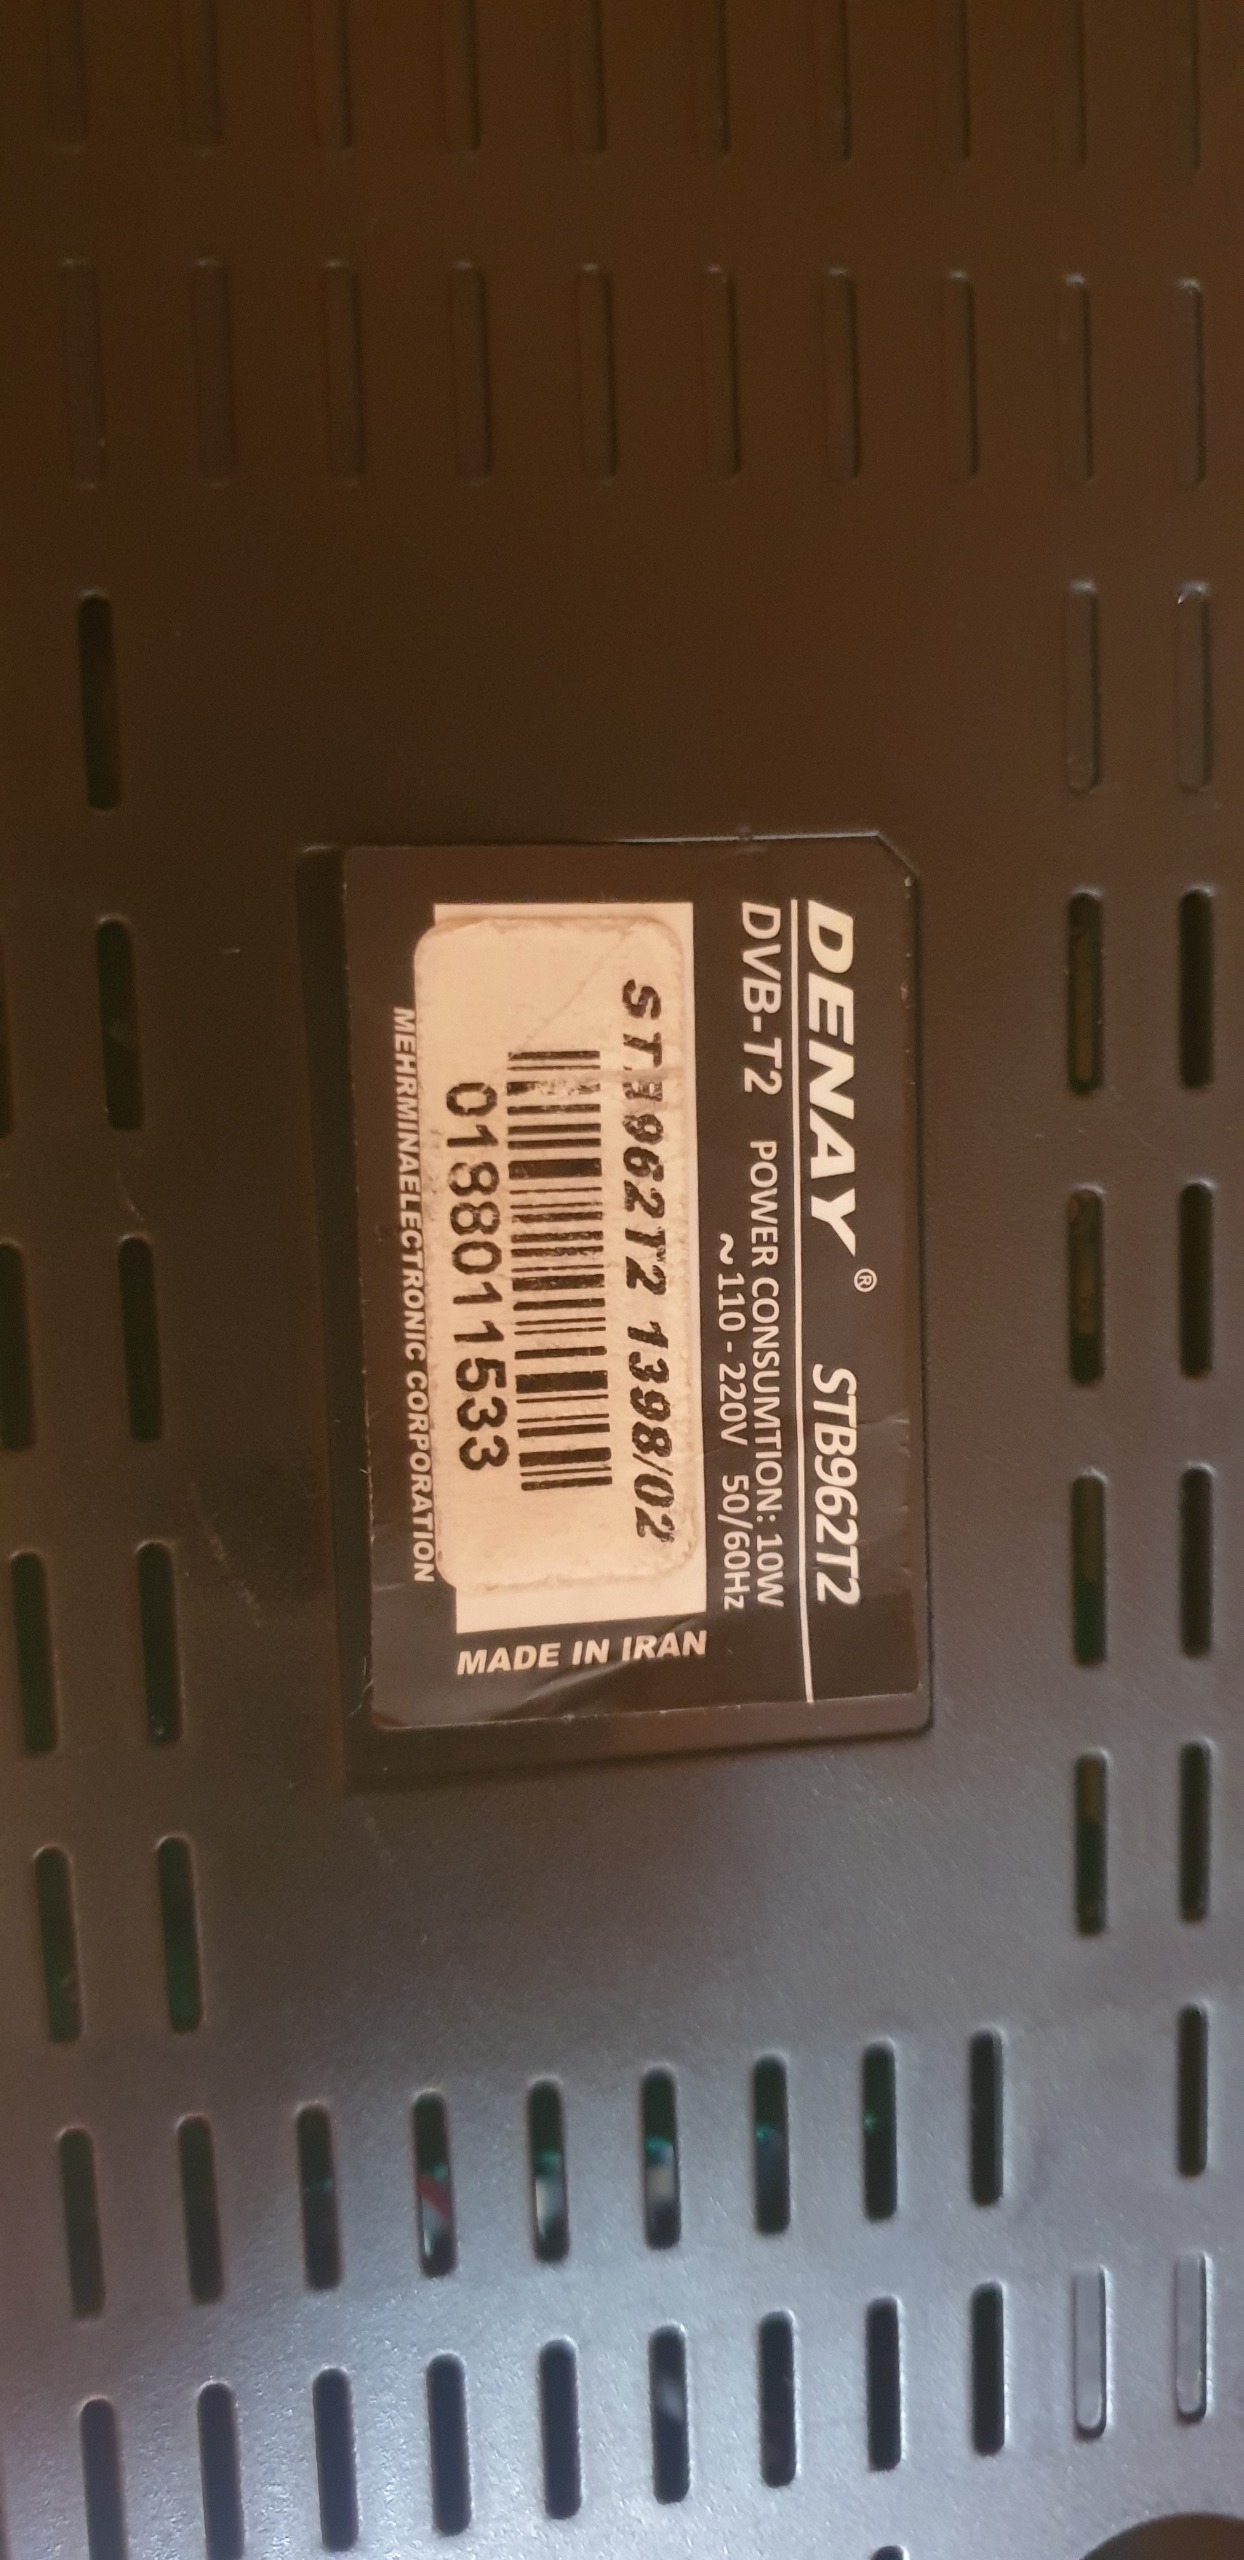 DENAY® STB962T2
DVB-T2 POWER CONSUMTION: 10W
~110 - 220V 50/60Hz
STB962T2 1398/02
0188011533
MADE IN IRAN
MEHRMINAELECTRONIC CORPORATION